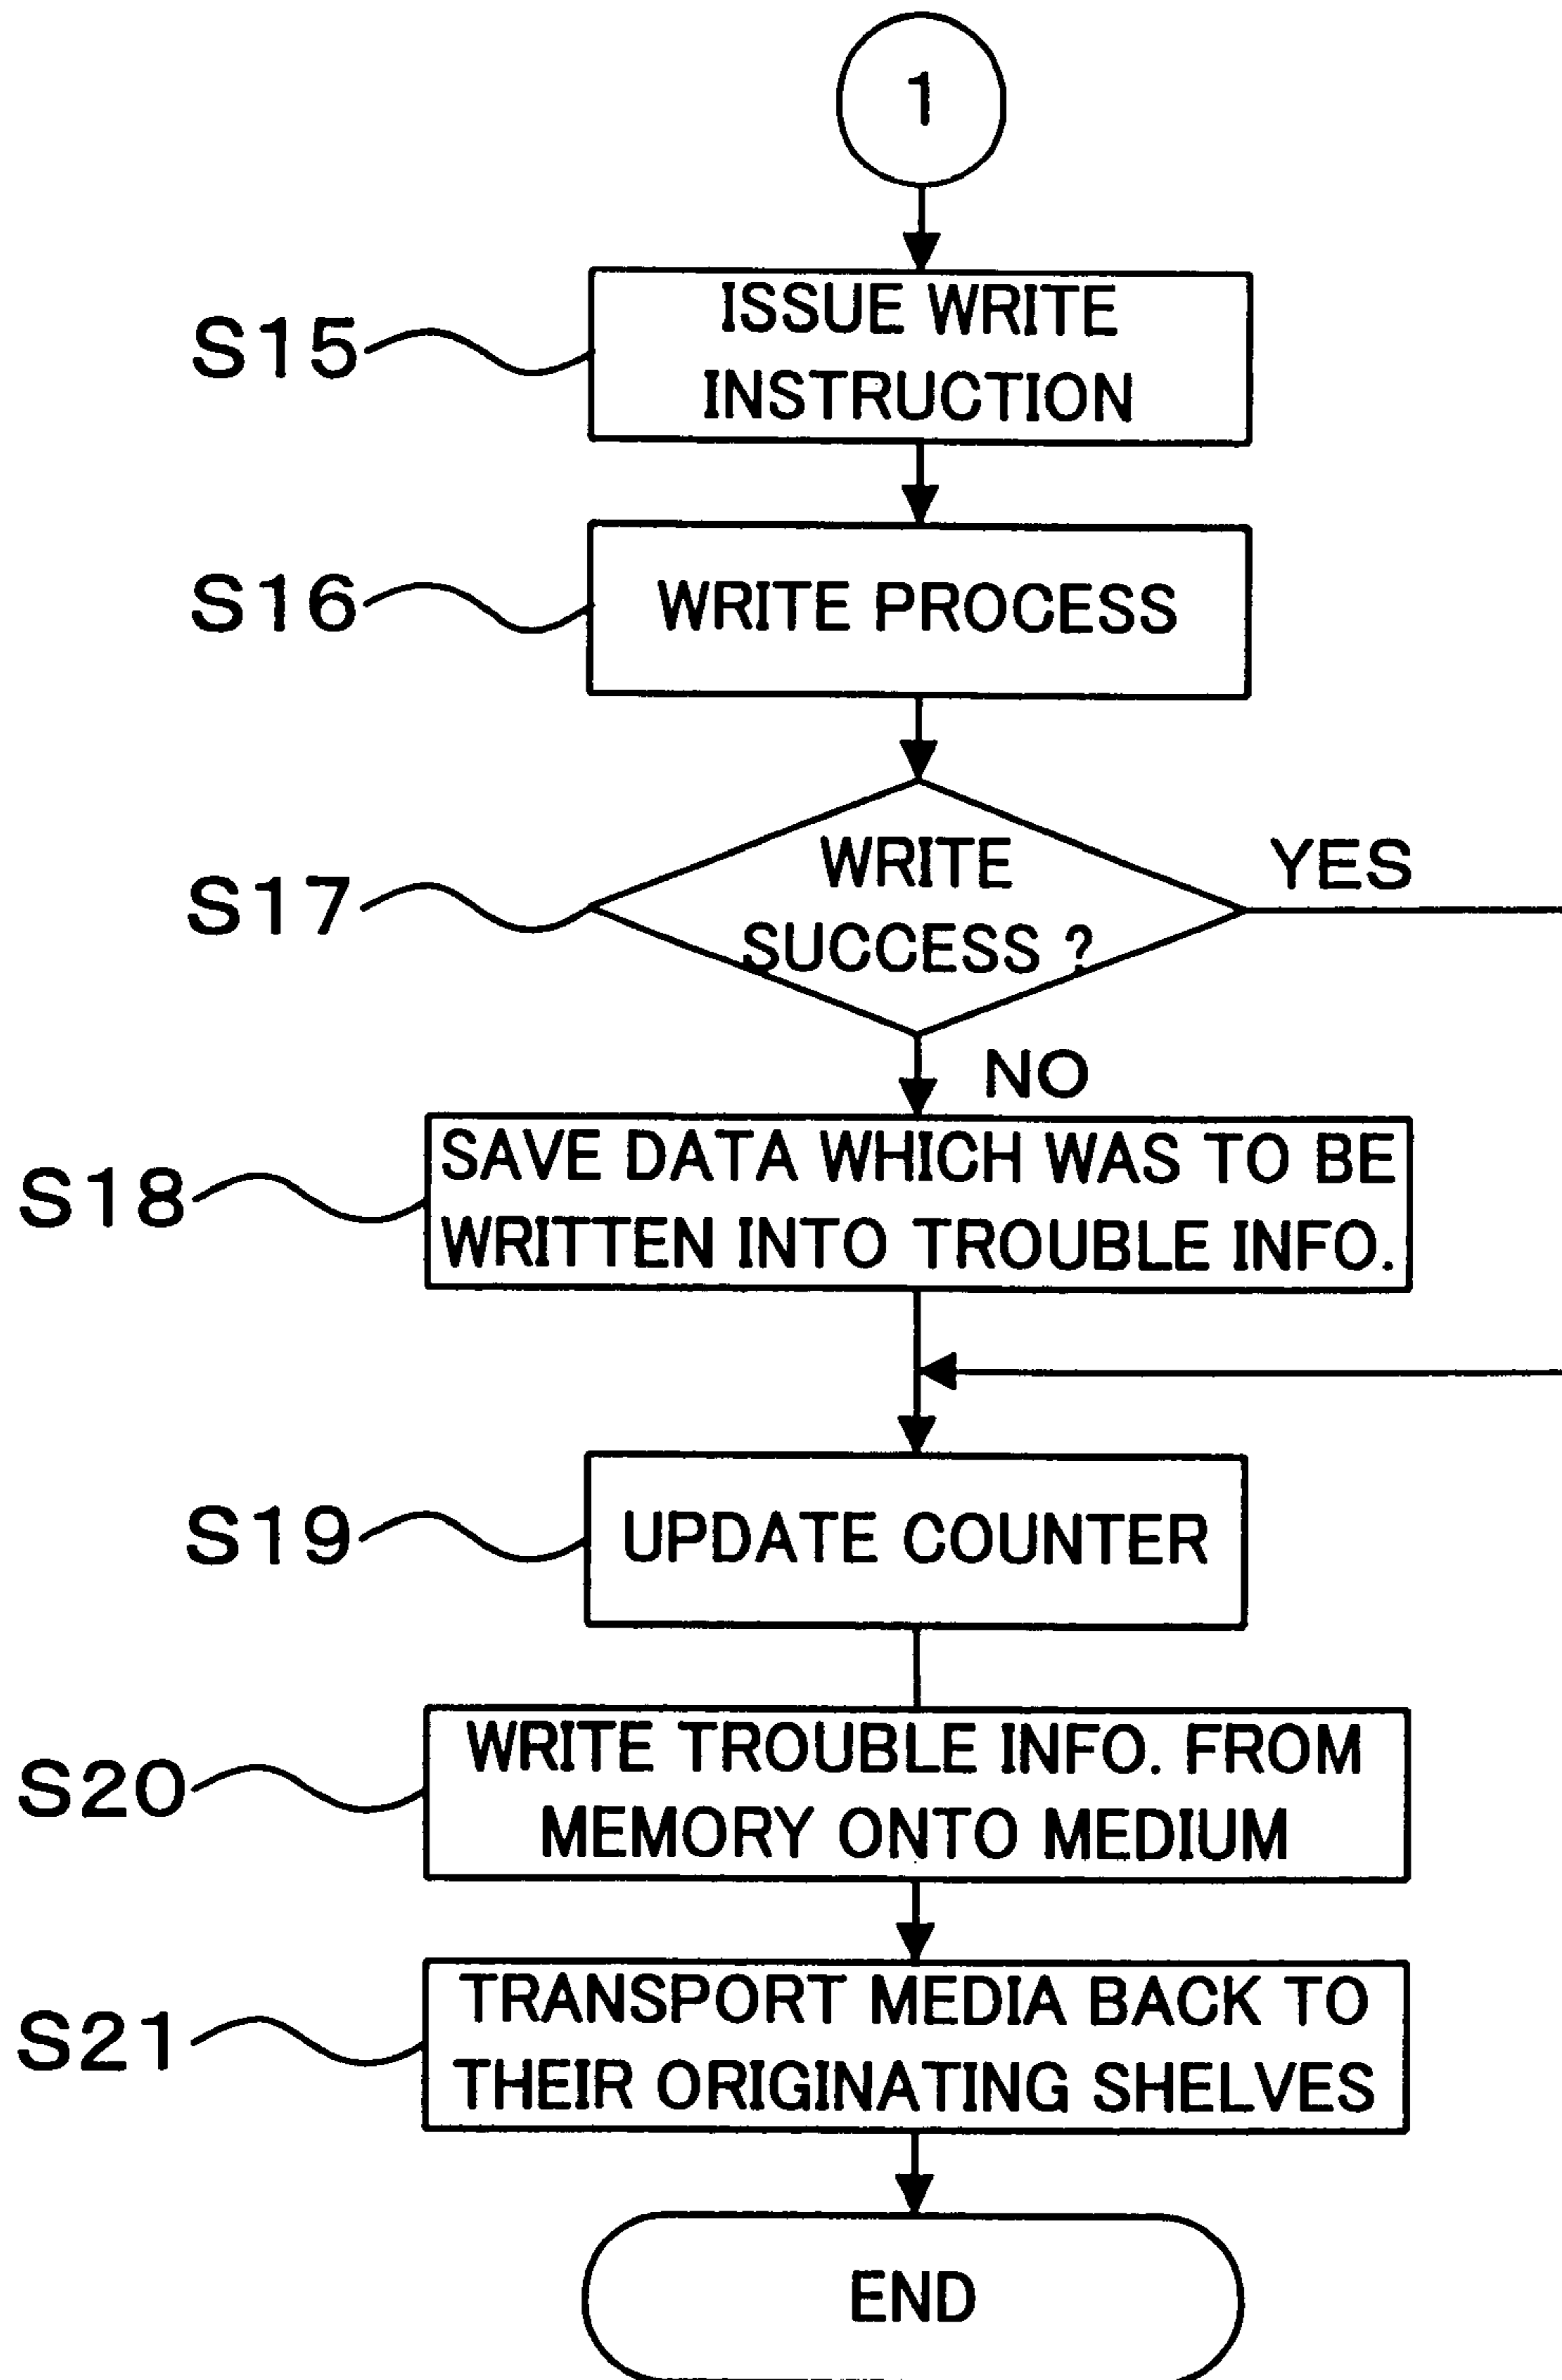 1
S15
ISSUE WRITE
INSTRUCTION
S16
WRITE PROCESS
S17
WRITE
SUCCESS ?
YES
NO
S18
SAVE DATA WHICH WAS TO BE
WRITTEN INTO TROUBLE INFO.
S19
UPDATE COUNTER
S20
WRITE TROUBLE INFO. FROM
MEMORY ONTO MEDIUM
S21
TRANSPORT MEDIA BACK TO
THEIR ORIGINATING SHELVES
END